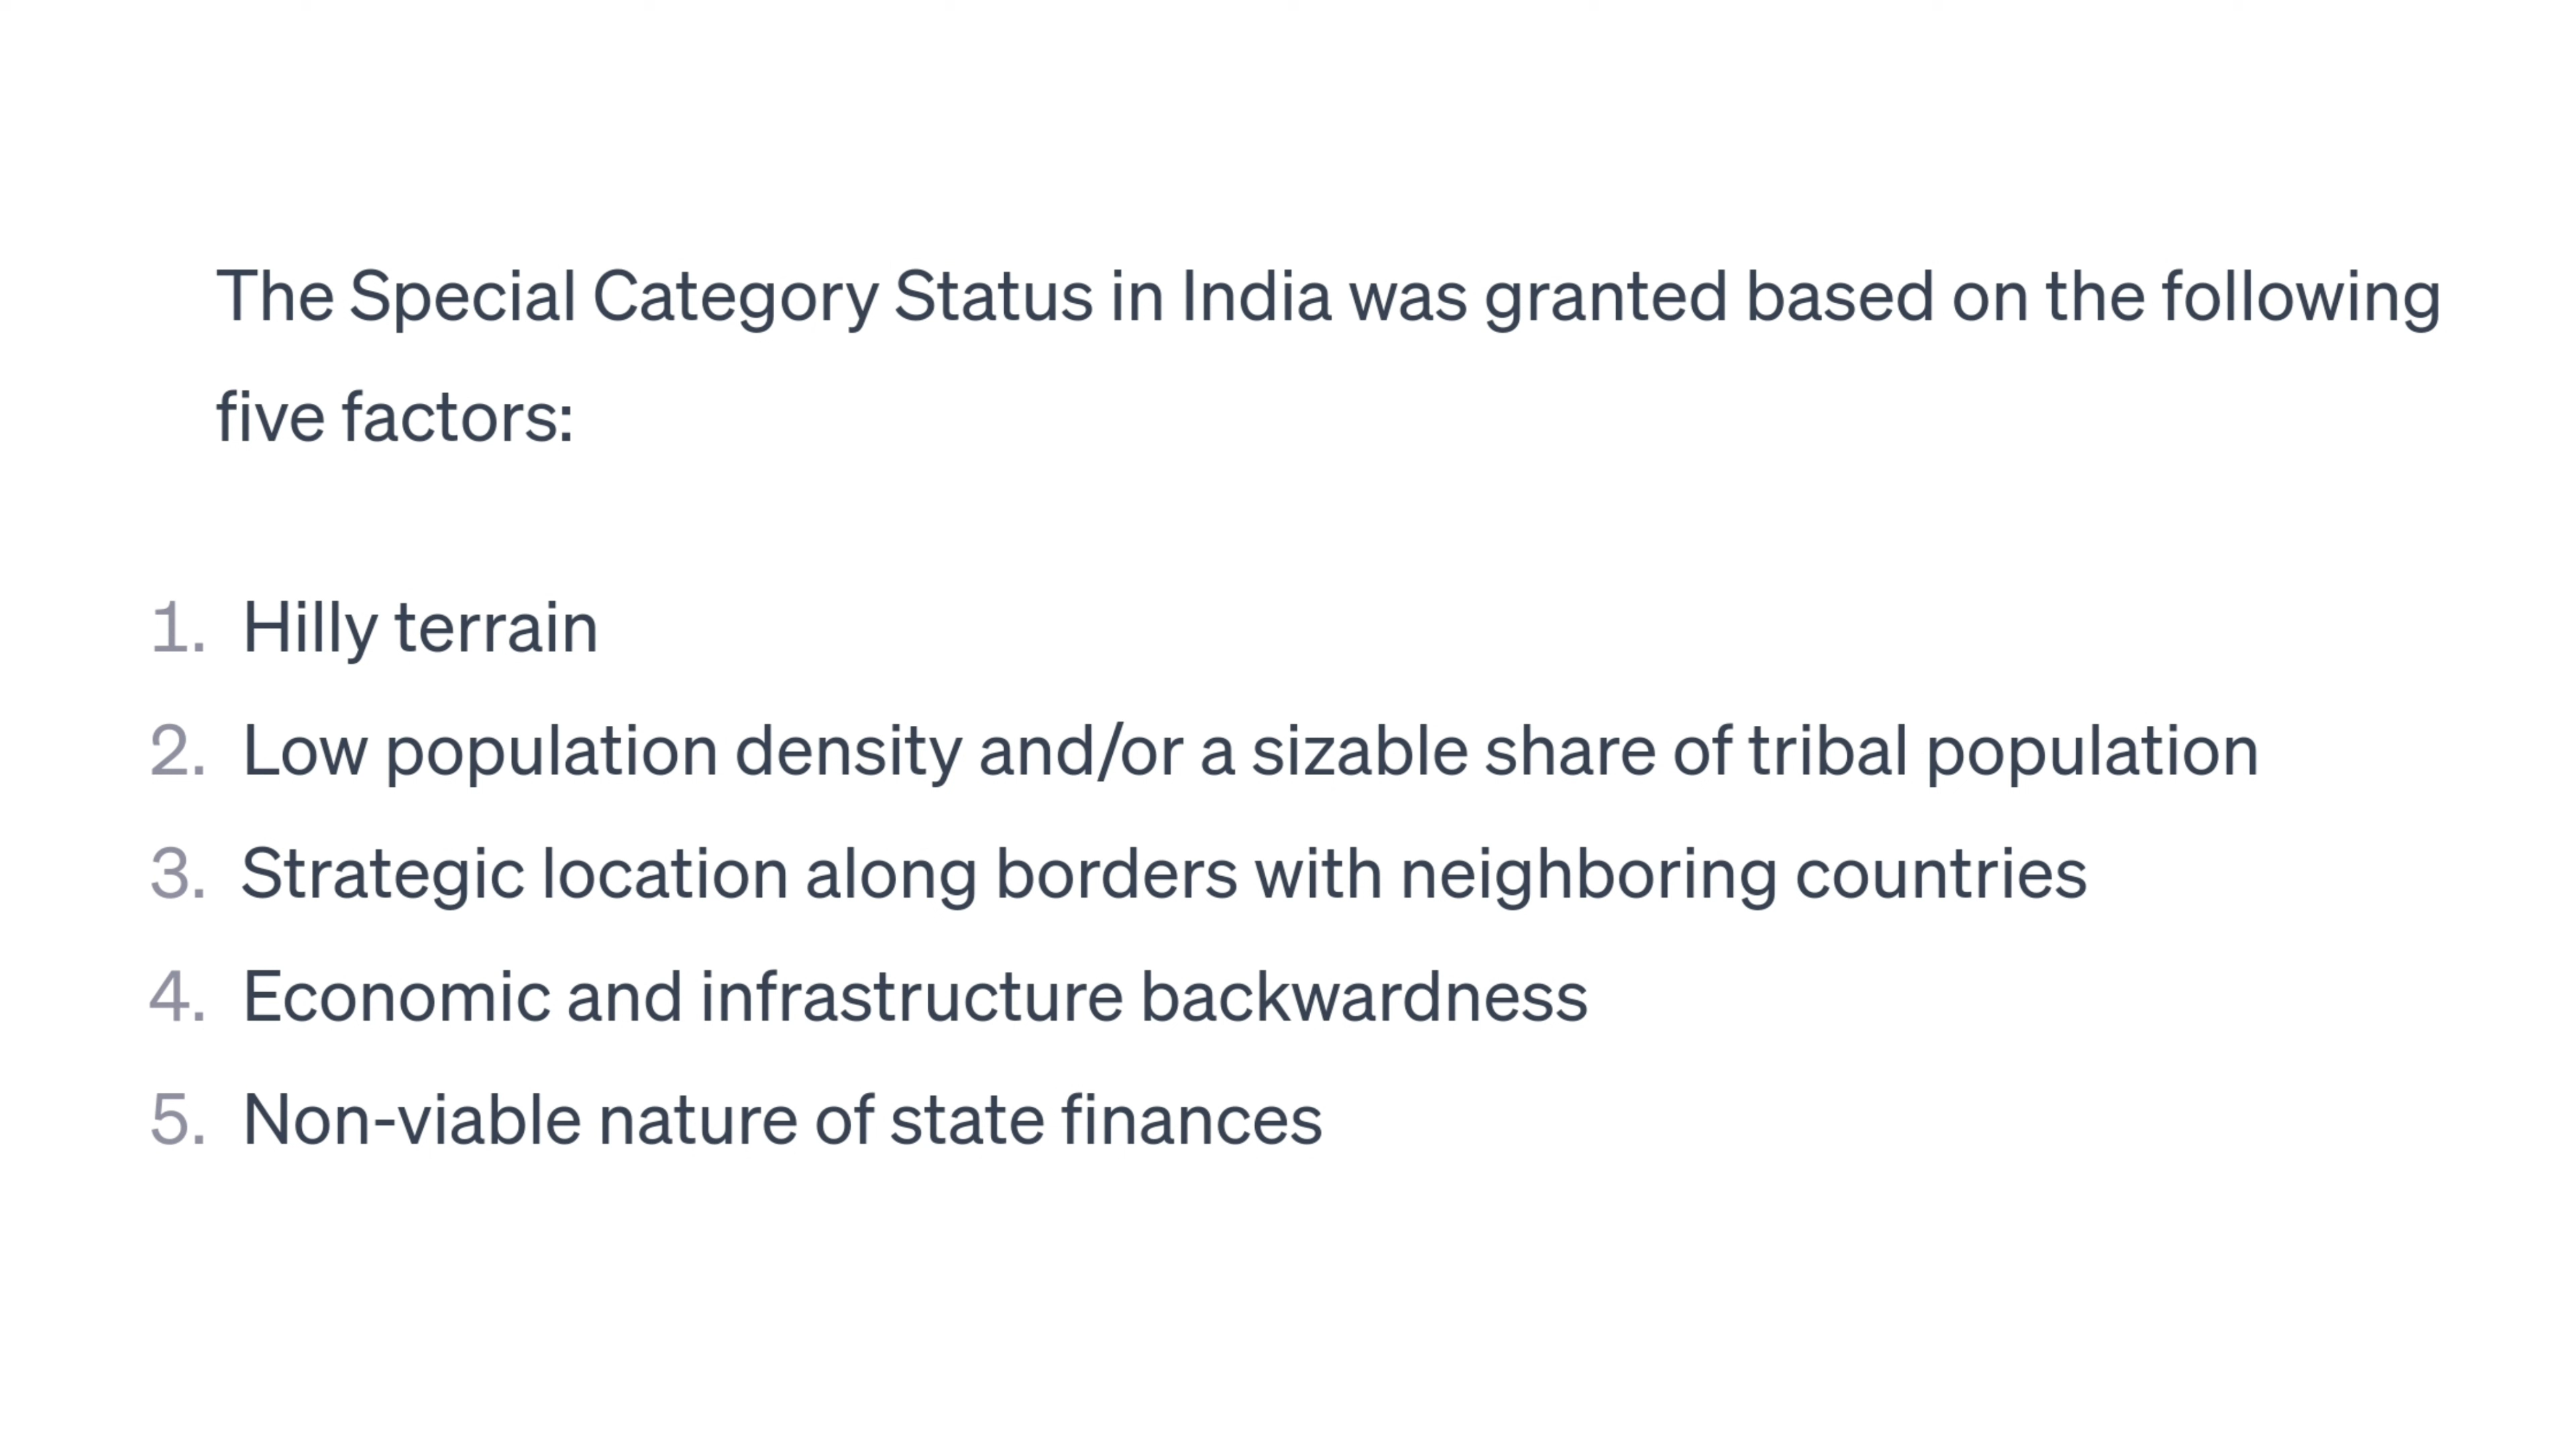 The Special Category Status in India was granted based on the following
five factors:
1. Hilly terrain
2. Low population density and/or a sizable share of tribal population
3. Strategic location along borders with neighboring countries
4. Economic and infrastructure backwardness
5. Non-viable nature of state finances